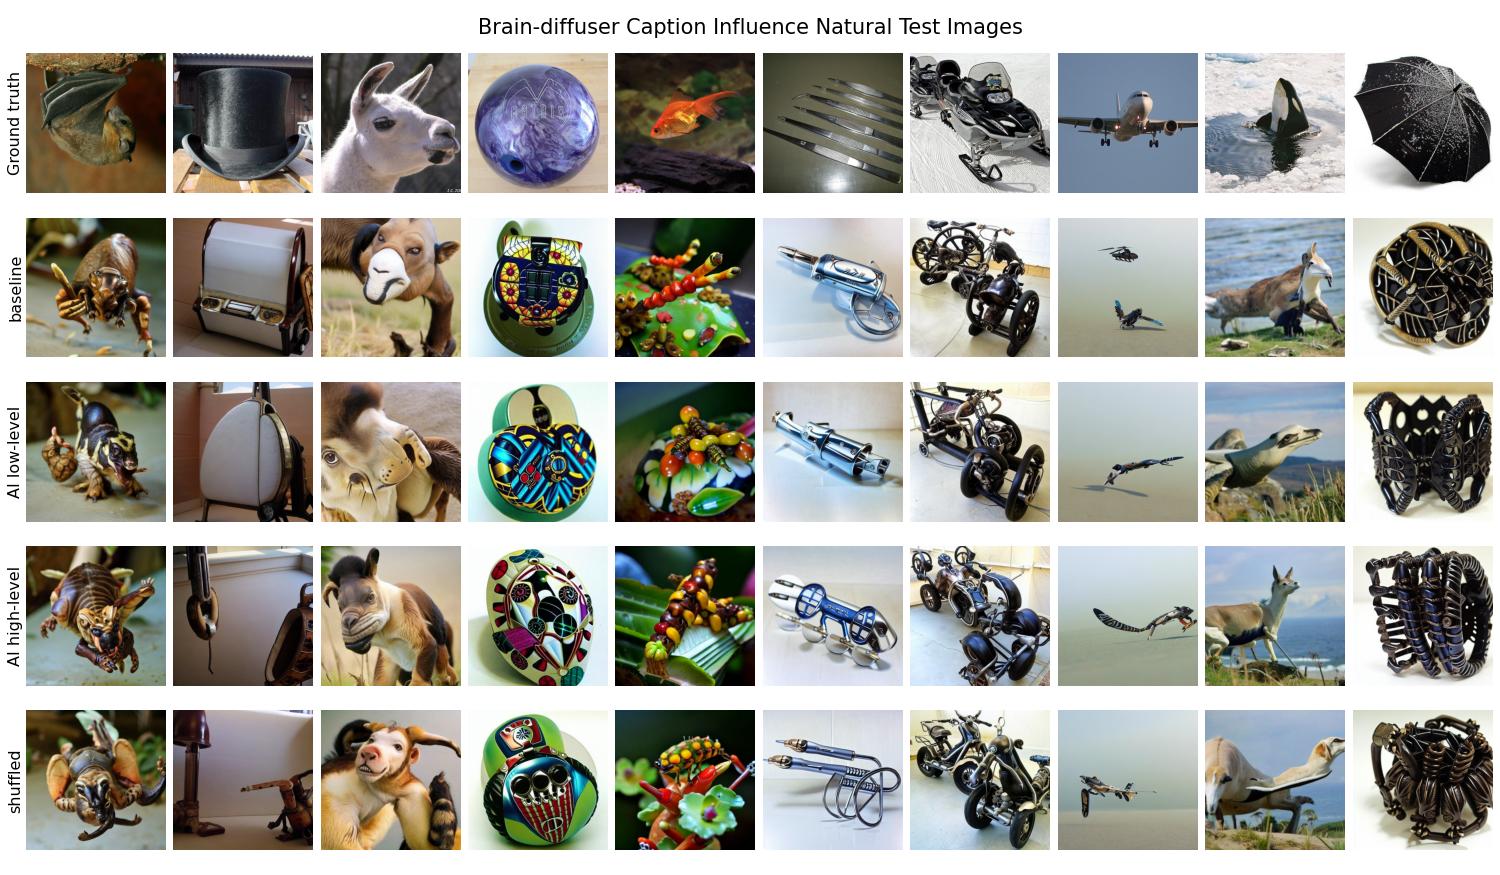 Brain-diffuser Caption Influence Natural Test Images
Ground truth
baseline
AI low-level
AI high-level
shuffled